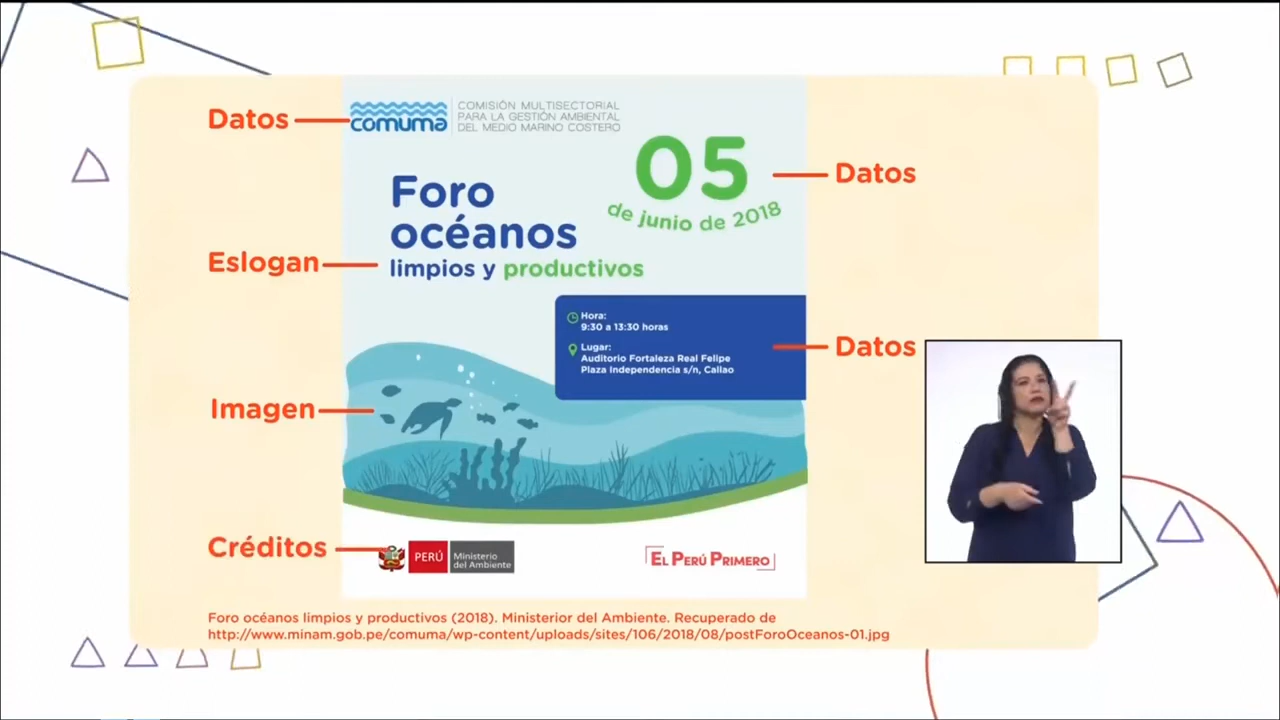 Datos
comuma
COMISIÓN MULTISECTORIAL
PARA LA GESTIÓN AMBIENTAL
DEL MEDIO MARINO COSTERO
05
de junio de 2018
Datos
Foro
océanos
limpios y productivos
Eslogan
Hora:
9:30 a 13:30 horas
Lugar:
Auditorio Fortaleza Real Felipe
Plaza Independencia s/n, Callao
Datos
Imagen
Créditos
PERÚ
Ministerio
del Ambiente
EL PERÚ PRIMERO
Foro océanos limpios y productivos (2018). Ministerior del Ambiente. Recuperado de
http://www.minam.gob.pe/comuma/wp-content/uploads/sites/106/2018/08/postForoOceanos-01.jpg